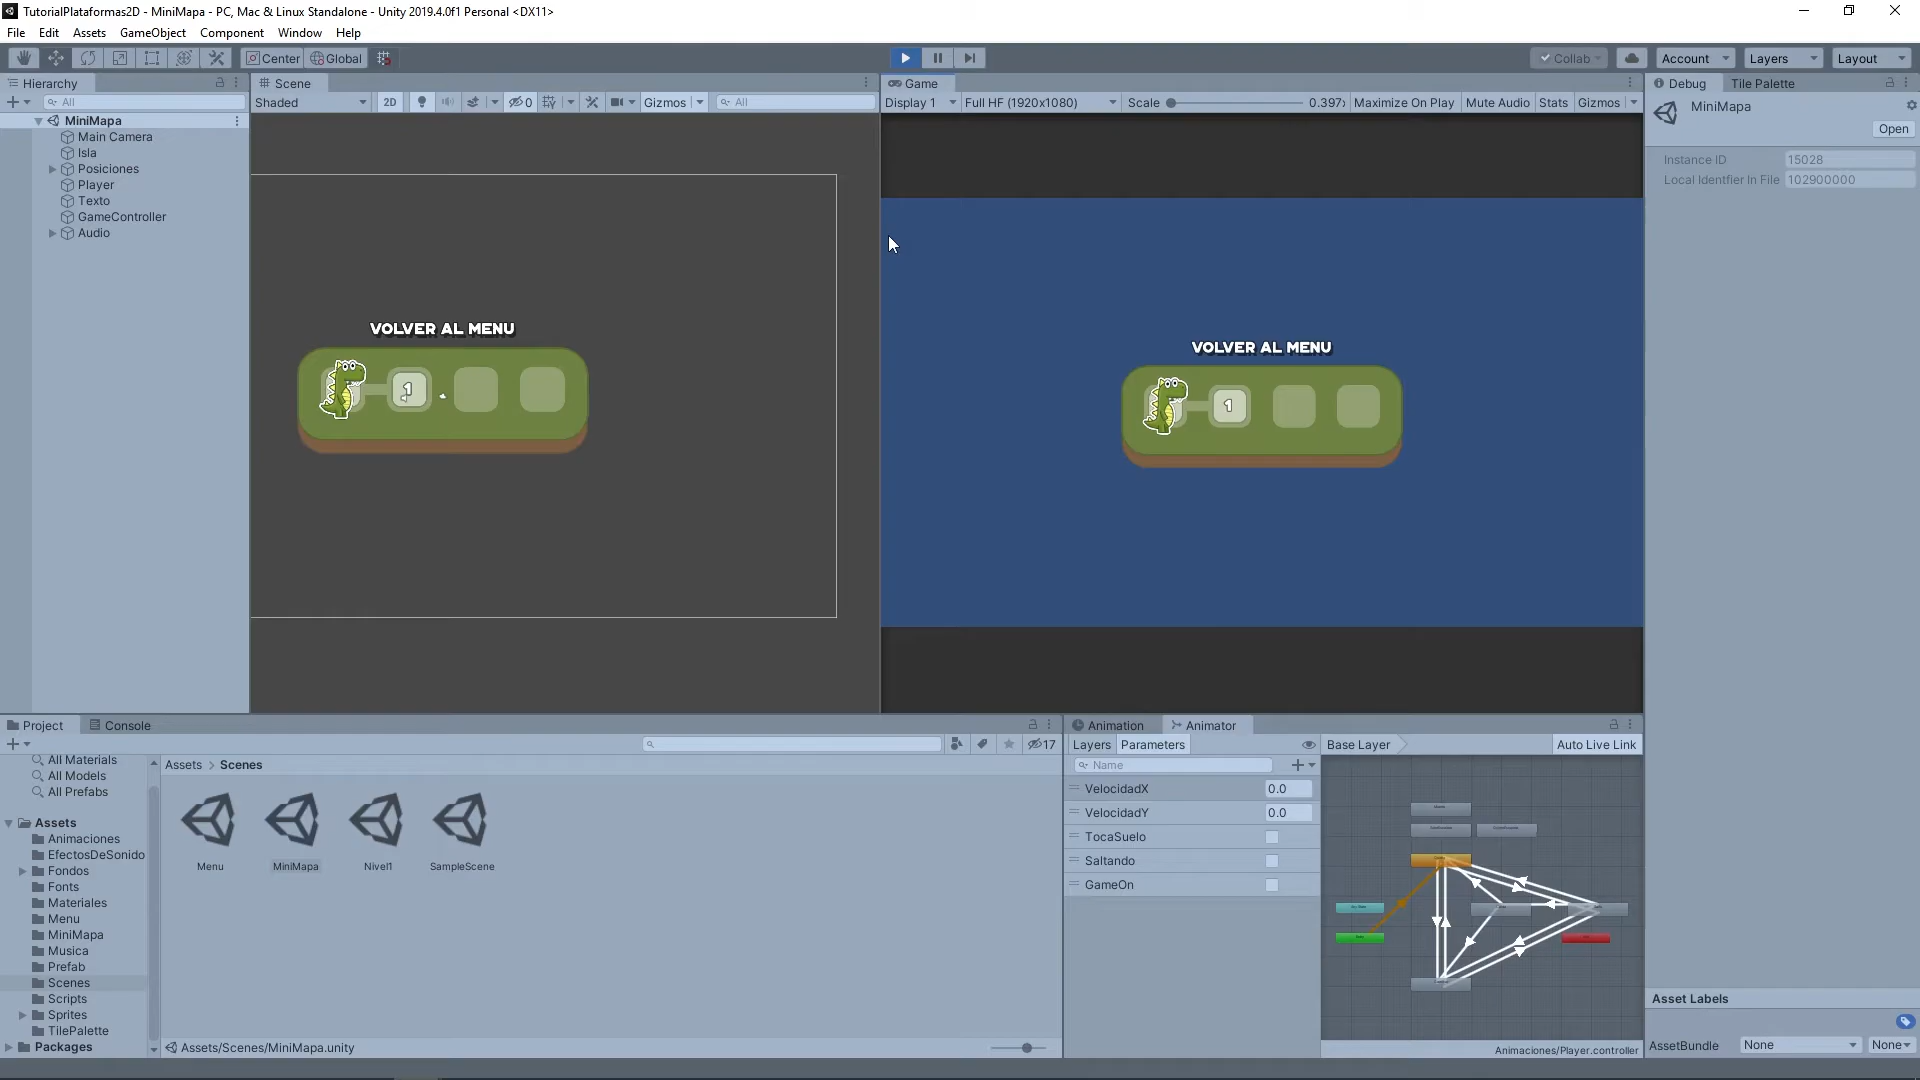 TutorialPlataformas2D - MiniMapa - PC, Mac & Linux Standalone - Unity 2019.4.0f1 Personal <DX11>
File Edit Assets GameObject Component Window Help
Center Global Collab Account Layers Layout
Hierarchy
All
MiniMapa
Main Camera
Isla
Posiciones
Player
Texto
GameController
Audio
Scene
Shaded 2D 0 Gizmos All
VOLVER AL MENU
1
Game
Display 1 Full HF (1920x1080) Scale 0.397x Maximize On Play Mute Audio Stats Gizmos
VOLVER AL MENU
1
Debug Tile Palette
MiniMapa
Open
Instance ID 15028
Local Identfier In File 102900000
Project Console
17
All Materials
All Models
All Prefabs
Assets
Animaciones
EfectosDeSonido
Fondos
Fonts
Materiales
Menu
MiniMapa
Musica
Prefab
Scenes
Scripts
Sprites
TilePalette
Packages
Assets > Scenes
Menu MiniMapa Nivel1 SampleScene
Assets/Scenes/MiniMapa.unity
Animation Animator
Layers Parameters Base Layer Auto Live Link
Name
VelocidadX 0.0
VelocidadY 0.0
TocaSuelo
Saltando
GameOn
Animaciones/Player.controller
Asset Labels
AssetBundle None None